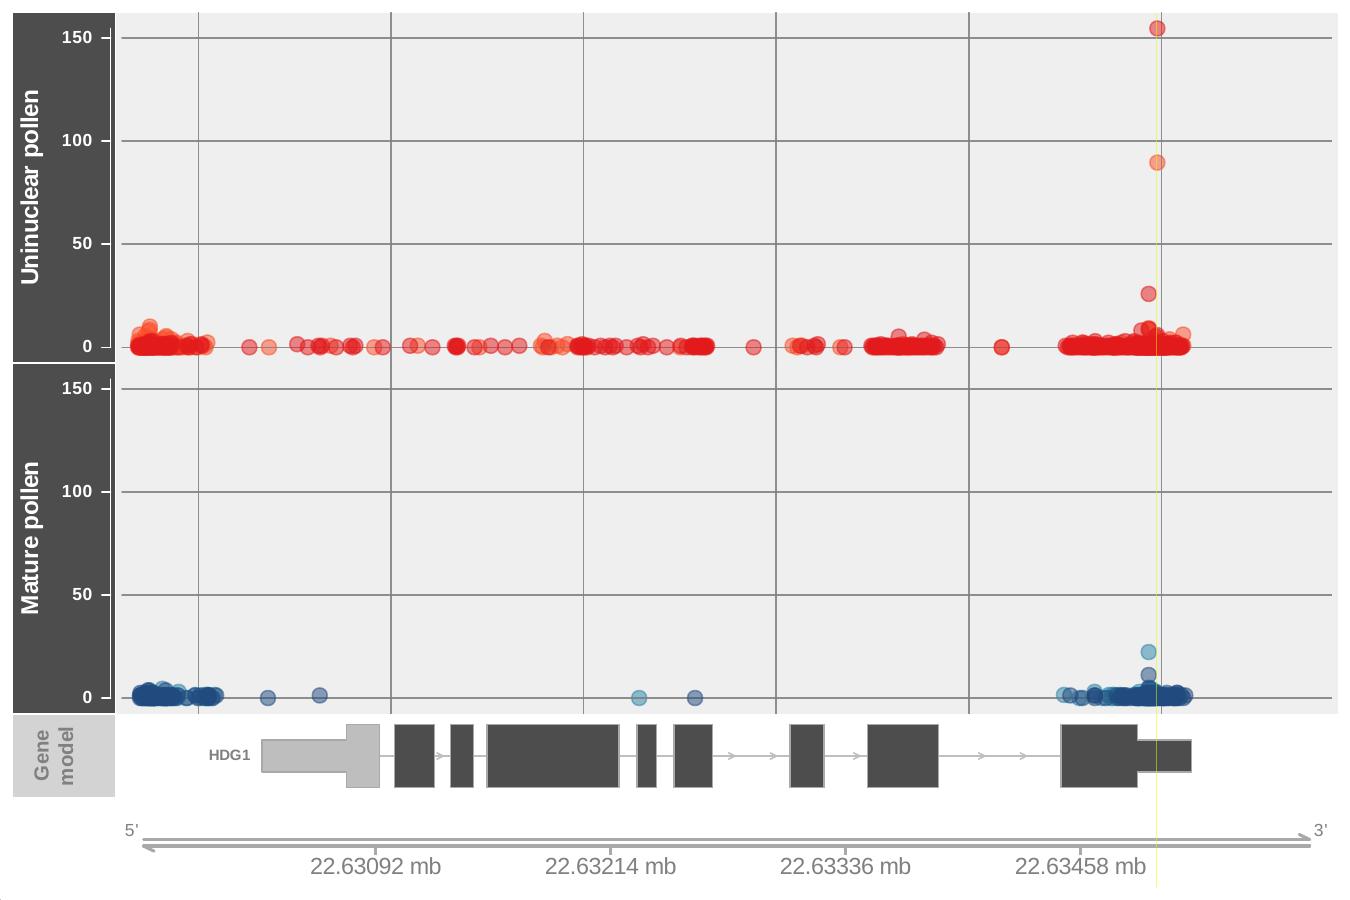 Uninuclear pollen
150
100
50
0
Mature pollen
150
100
50
0
Gene
model
HDG1
5'
3'
22.63092 mb
22.63214 mb
22.63336 mb
22.63458 mb